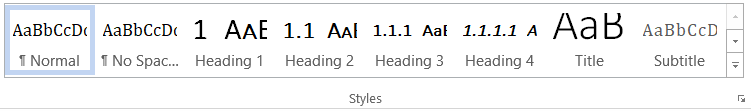 AaBbCcDc AaBbCcDc 1 AAE 1.1 AAI 1.1.1 AaB 1.1.1.1 A AaB AaBbCcD
¶ Normal ¶ No Spac... Heading 1 Heading 2 Heading 3 Heading 4 Title Subtitle
Styles